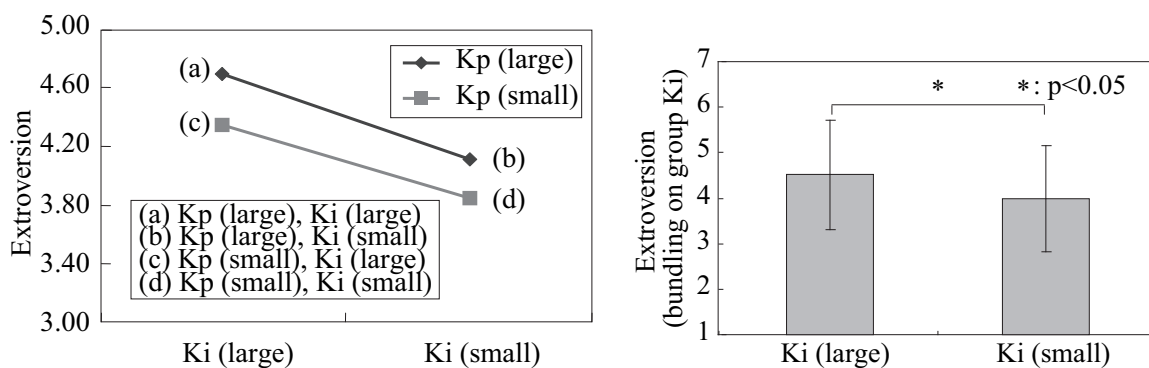 5.00
4.60
4.20
3.80
3.40
3.00
Extroversion
Kp (large)
Kp (small)
(a)
(c)
(b)
(d)
(a) Kp (large), Ki (large)
(b) Kp (large), Ki (small)
(c) Kp (small), Ki (large)
(d) Kp (small), Ki (small)
Ki (large) Ki (small)
Extroversion
(bundling on group Ki)
7
6
5
4
3
2
1
* *: p<0.05
Ki (large) Ki (small)